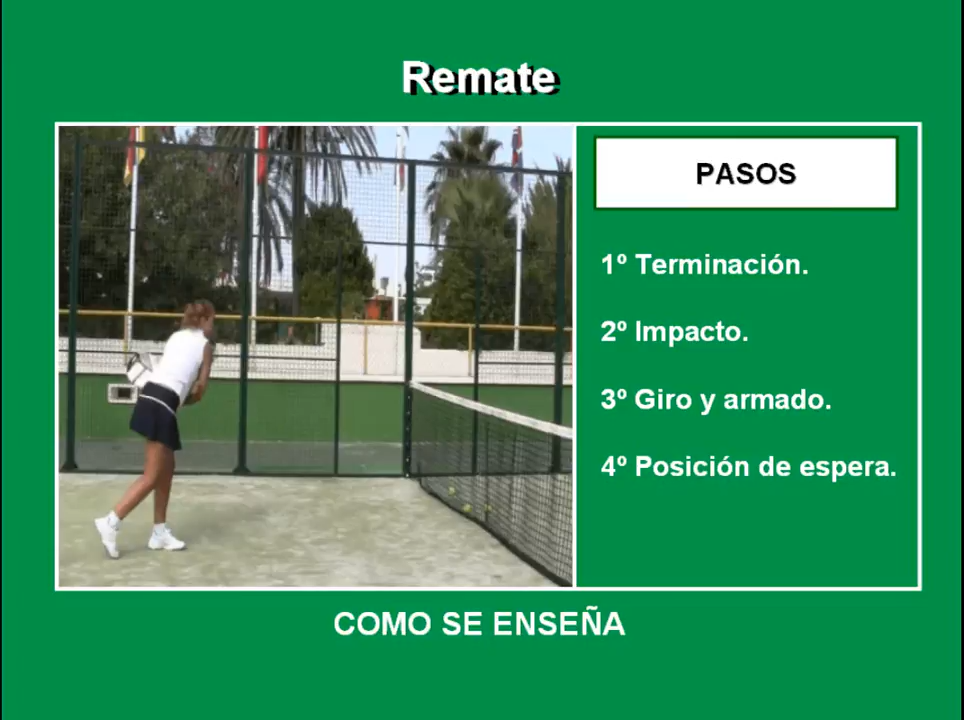 Remate
PASOS
1º Terminación.
2º Impacto.
3º Giro y armado.
4º Posición de espera.
COMO SE ENSEÑA